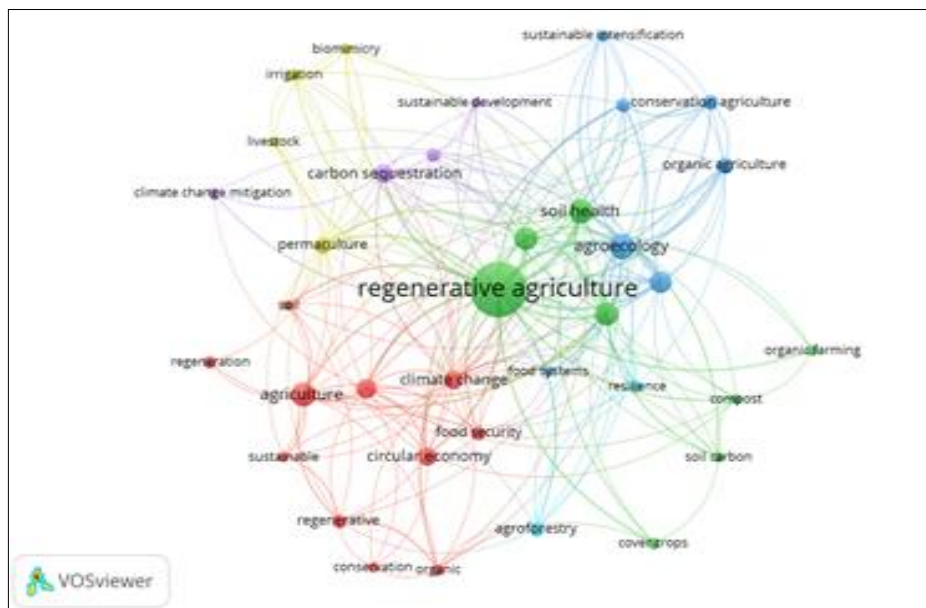 sustainable intensification
biomimicry
irrigation
sustainable development
conservation agriculture
livestock
organic agriculture
carbon sequestration
climate change mitigation
soil health
permaculture
agroecology
regenerative agriculture
soil
organic farming
regeneration
food systems
climate change
resilience
agriculture
compost
food security
sustainable
circular economy
soil carbon
regenerative
agroforestry
cover crops
conservation
organic
VOSviewer